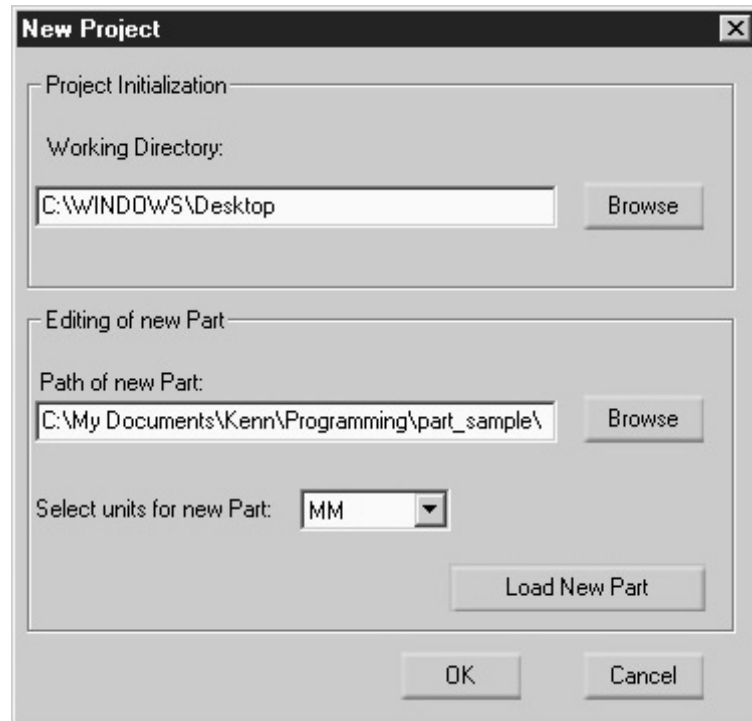 New Project
Project Initialization
Working Directory:
C:\WINDOWS\Desktop
Browse
Editing of new Part
Path of new Part:
C:\My Documents\Kenn\Programming\part_sample\
Browse
Select units for new Part:
MM
Load New Part
OK
Cancel